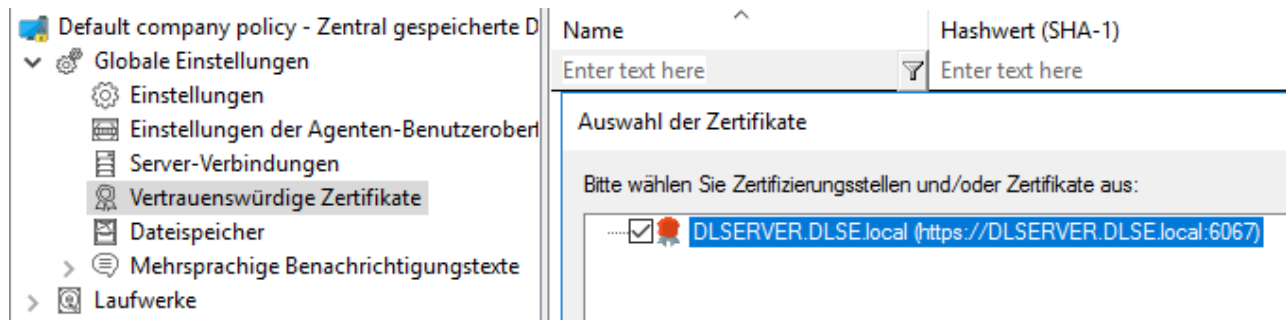 Default company policy - Zentral gespeicherte D
Globale Einstellungen
Einstellungen
Einstellungen der Agenten-Benutzerober
Server-Verbindungen
Vertrauenswürdige Zertifikate
Dateispeicher
Mehrsprachige Benachrichtigungstexte
Laufwerke
Name
Hashwert (SHA-1)
Enter text here
Enter text here
Auswahl der Zertifikate
Bitte wählen Sie Zertifizierungsstellen und/oder Zertifikate aus:
DLSERVER.DLSE.local (https://DLSERVER.DLSE.local:6067)